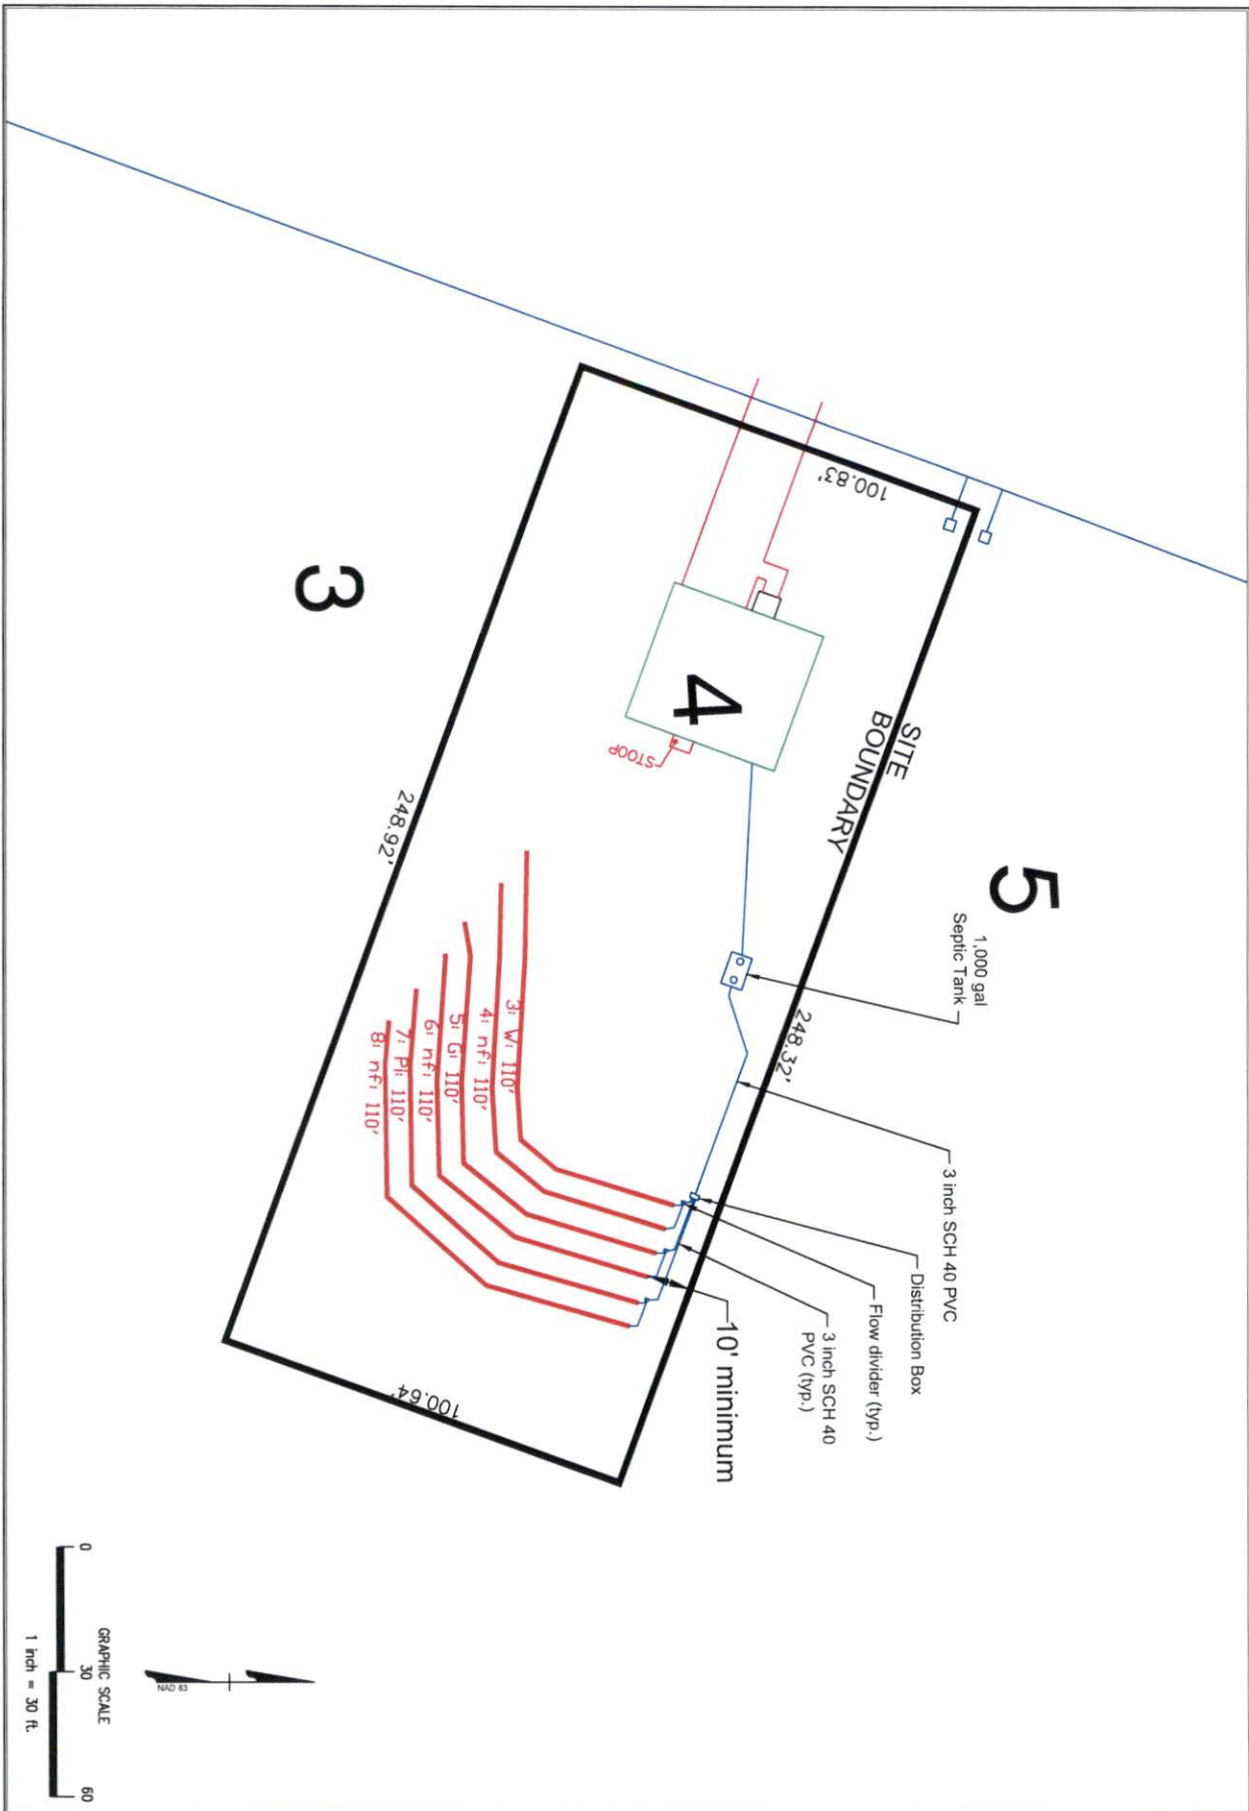 100.83'
3
4
STOOP
SITE
BOUNDARY
5
1,000 gal
Septic Tank
248.92'
248.32'
3: W: 110'
4: nf: 110'
5: G: 110'
6: nf: 110'
7: Pl: 110'
8: nf: 110'
3 inch SCH 40 PVC
Distribution Box
Flow divider (typ.)
3 inch SCH 40
PVC (typ.)
10' minimum
100.64'
NAD 83
GRAPHIC SCALE
0
30
60
1 inch = 30 ft.